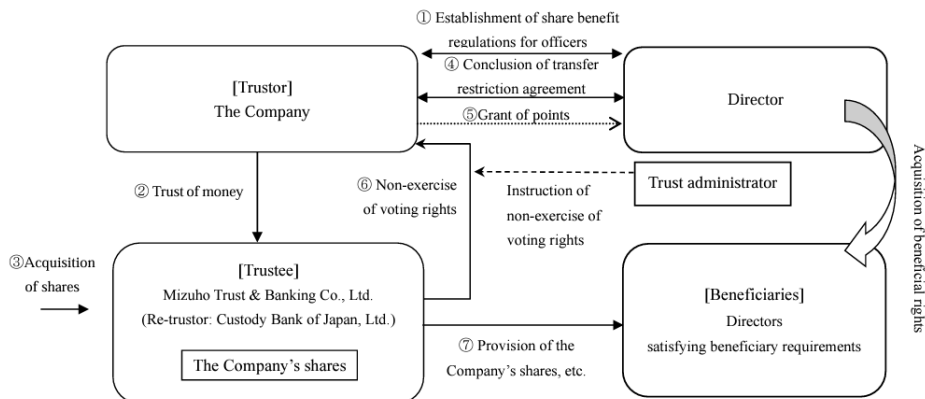 ① Establishment of share benefit
regulations for officers
[Trustor]
The Company
④ Conclusion of transfer
restriction agreement
⑤Grant of points
Director
② Trust of money
⑥ Non-exercise
of voting rights
Instruction of
non-exercise of
voting rights
Trust administrator
Acquisition of beneficial rights
③Acquisition
of shares
[Trustee]
Mizuho Trust & Banking Co., Ltd.
(Re-trustor: Custody Bank of Japan, Ltd.)
The Company's shares
⑦ Provision of the
Company's shares, etc.
[Beneficiaries]
Directors
satisfying beneficiary requirements